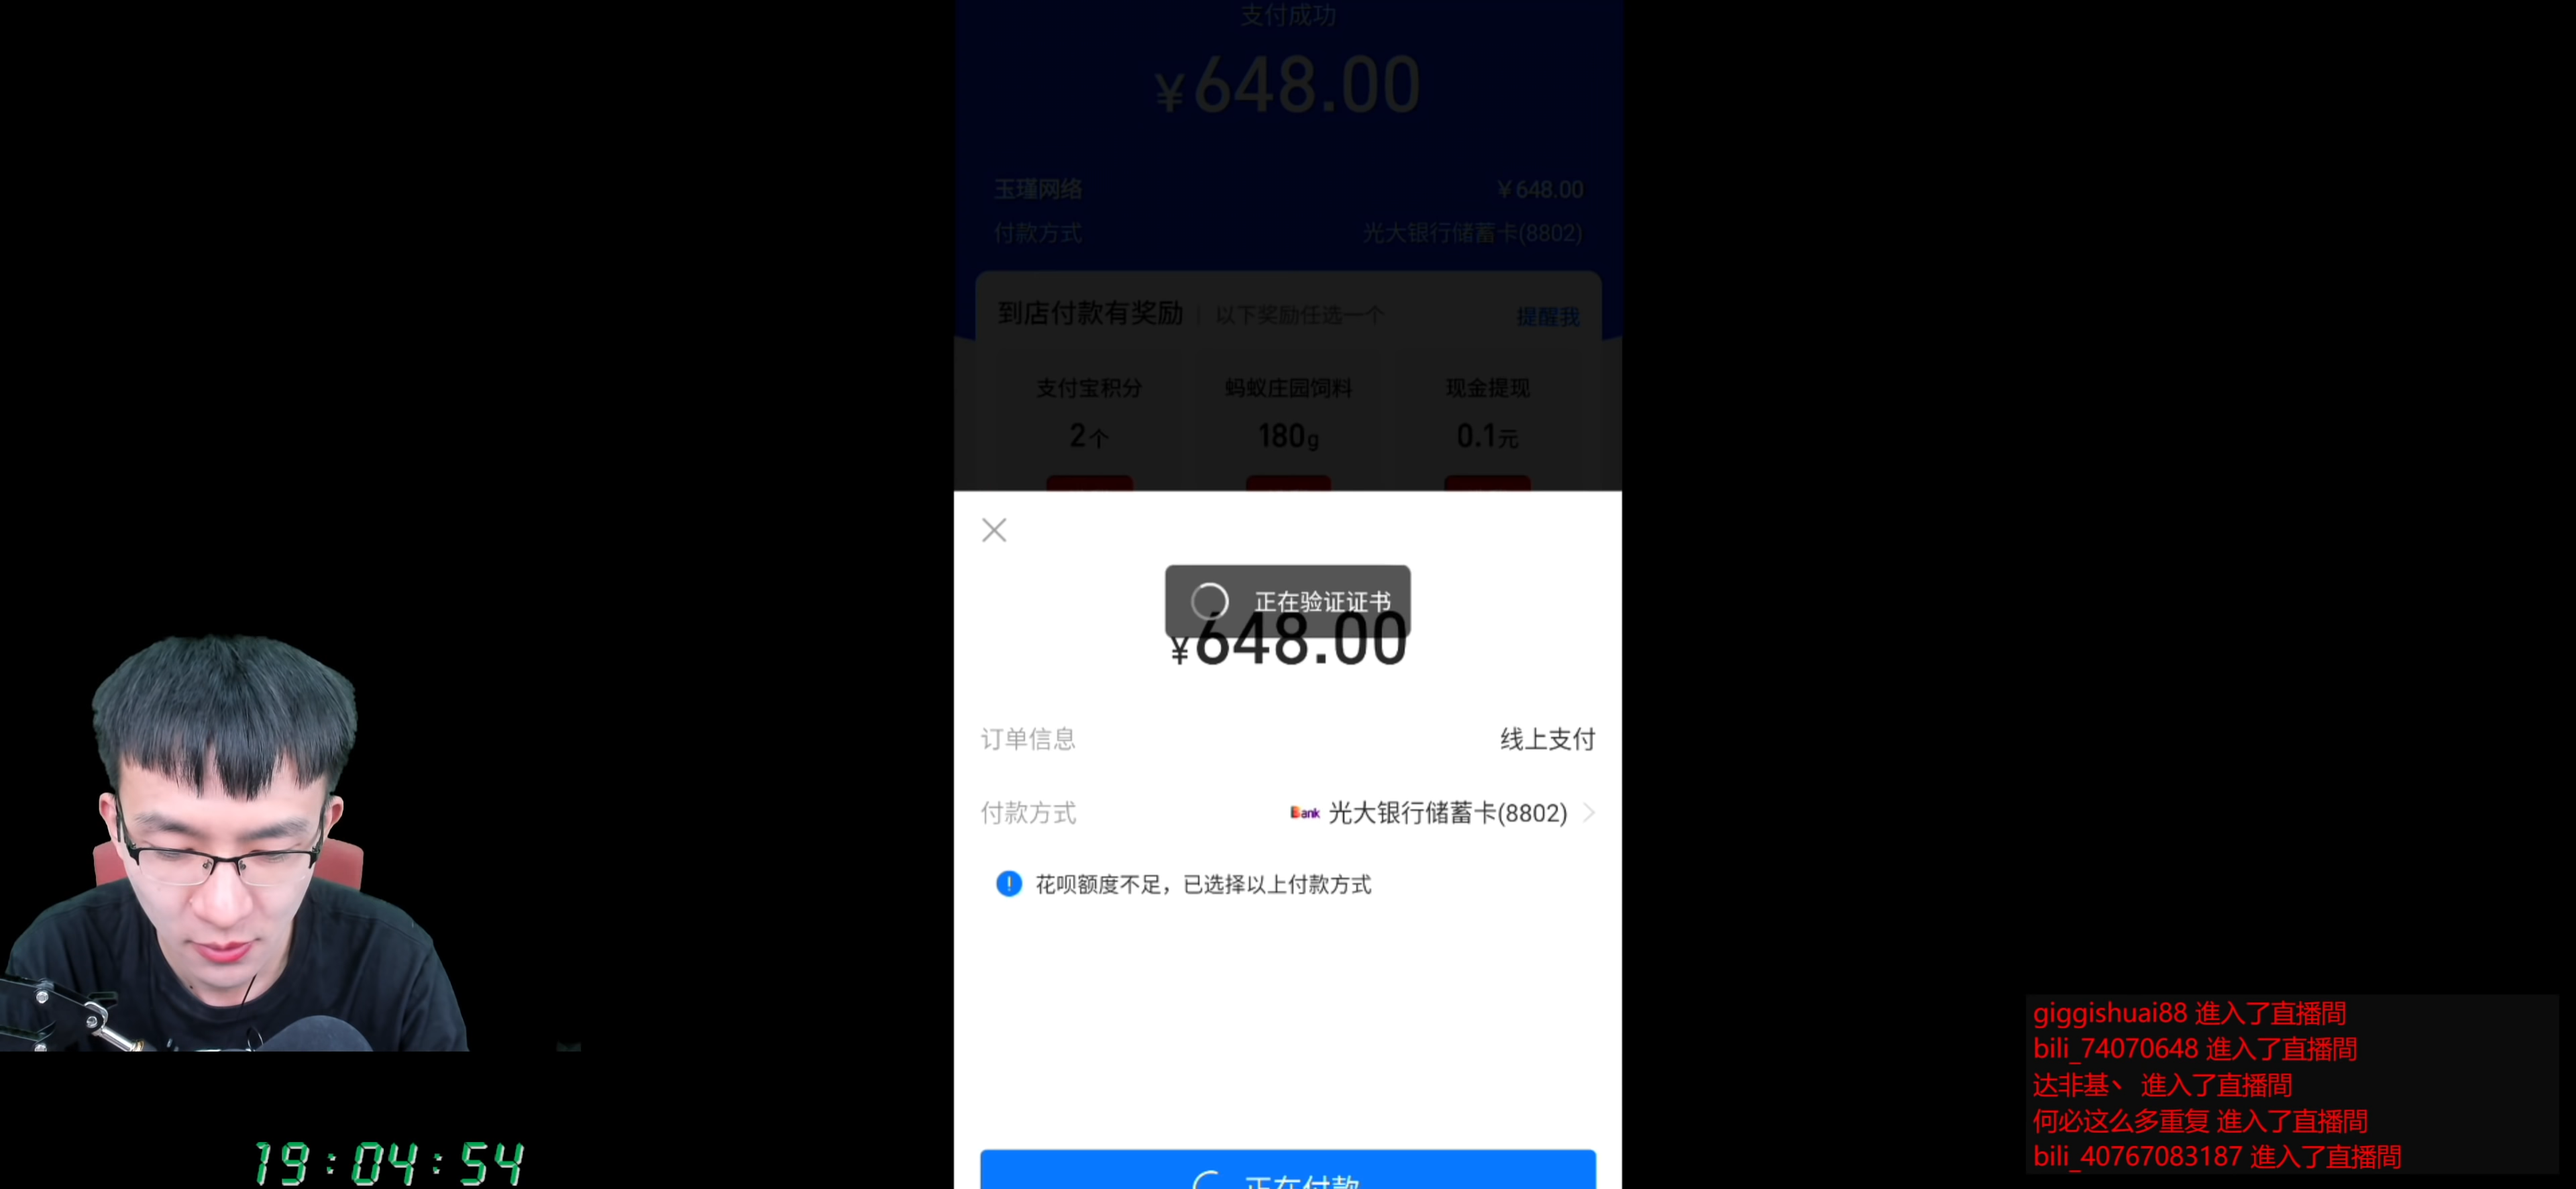 支付成功
¥648.00
玉瑾网络 ¥648.00
付款方式 光大银行储蓄卡(8802)
到店付款有奖励 | 以下奖励任选一个 提醒我
支付宝积分 蚂蚁庄园饲料 现金提现
2个 180g 0.1元
正在验证证书
¥648.00
订单信息 线上支付
付款方式 Bank 光大银行储蓄卡(8802)
花呗额度不足，已选择以上付款方式
正在付款
19:04:54
giggishuai88 進入了直播間
bili_74070648 進入了直播間
达非基丶 進入了直播間
何必这么多重复 進入了直播間
bili_40767083187 進入了直播間